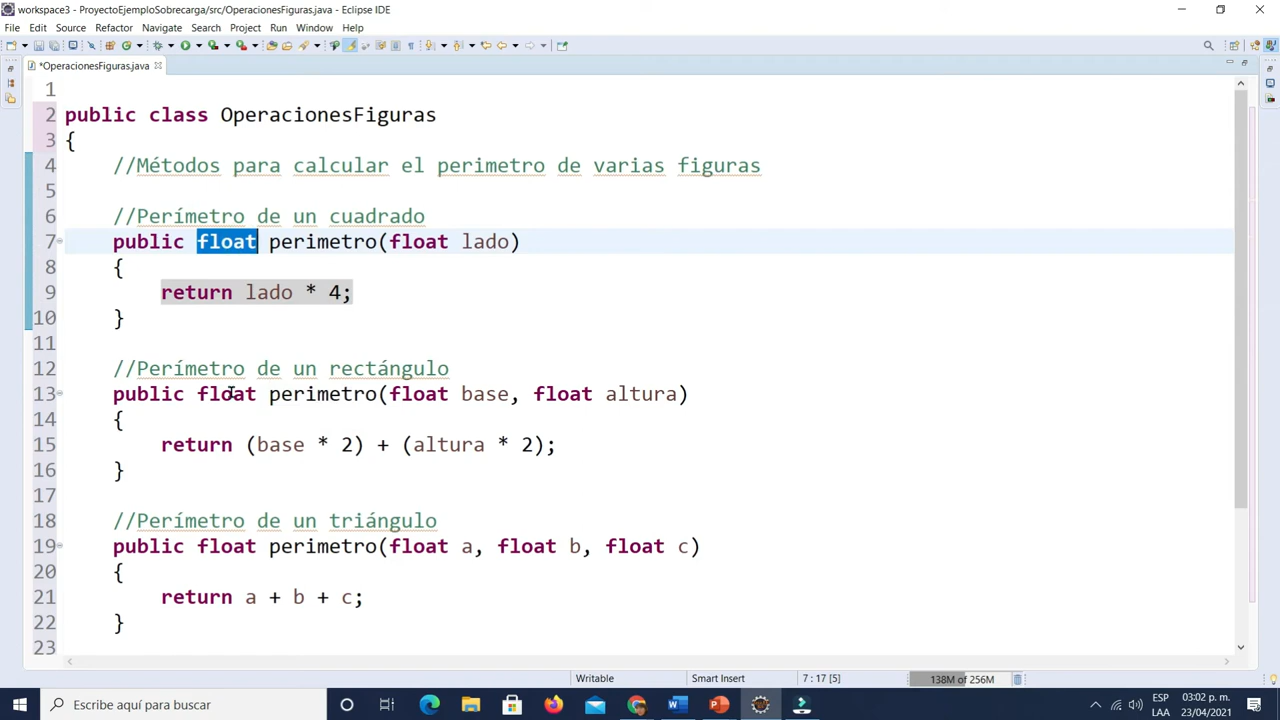 workspace3 - ProyectoEjemploSobrecarga/src/OperacionesFiguras.java - Eclipse IDE
File Edit Source Refactor Navigate Search Project Run Window Help
*OperacionesFiguras.java
1
2 public class OperacionesFiguras
3 {
4 //Métodos para calcular el perimetro de varias figuras
5
6 //Perímetro de un cuadrado
7 public float perimetro(float lado)
8 {
9 return lado * 4;
10 }
11
12 //Perímetro de un rectángulo
13 public float perimetro(float base, float altura)
14 {
15 return (base * 2) + (altura * 2);
16 }
17
18 //Perímetro de un triángulo
19 public float perimetro(float a, float b, float c)
20 {
21 return a + b + c;
22 }
23
Writable Smart Insert 7 : 17 [5] 138M of 256M
Escribe aquí para buscar
ESP 03:02 p. m.
LAA 23/04/2021